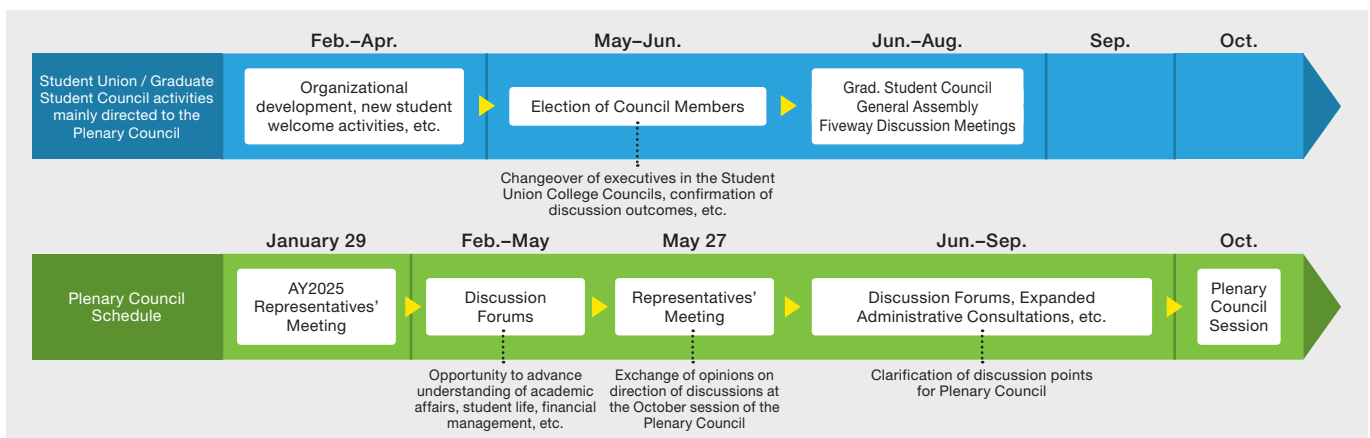 Feb.–Apr.
May–Jun.
Jun.–Aug.
Sep.
Oct.
Student Union / Graduate
Student Council activities
mainly directed to the
Plenary Council
Organizational
development, new student
welcome activities, etc.
Election of Council Members
Grad. Student Council
General Assembly
Fiveway Discussion Meetings
Changeover of executives in the Student
Union College Councils, confirmation of
discussion outcomes, etc.
January 29
Feb.–May
May 27
Jun.–Sep.
Oct.
Plenary Council
Schedule
AY2025
Representatives’
Meeting
Discussion
Forums
Representatives’
Meeting
Discussion Forums, Expanded
Administrative Consultations, etc.
Plenary
Council
Session
Opportunity to advance
understanding of academic
affairs, student life, financial
management, etc.
Exchange of opinions on
direction of discussions at
the October session of the
Plenary Council
Clarification of discussion points
for Plenary Council